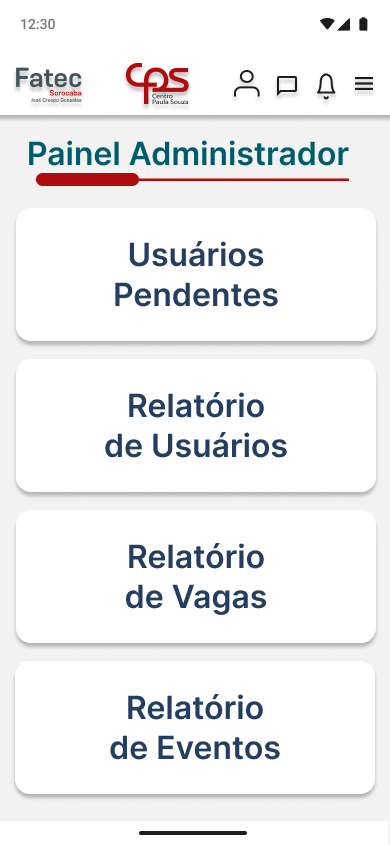 12:30
Fatec
Sorocaba
José Crespo Gonzales
CPS
Centro
Paula Souza
Painel Administrador
Usuários
Pendentes
Relatório
de Usuários
Relatório
de Vagas
Relatório
de Eventos